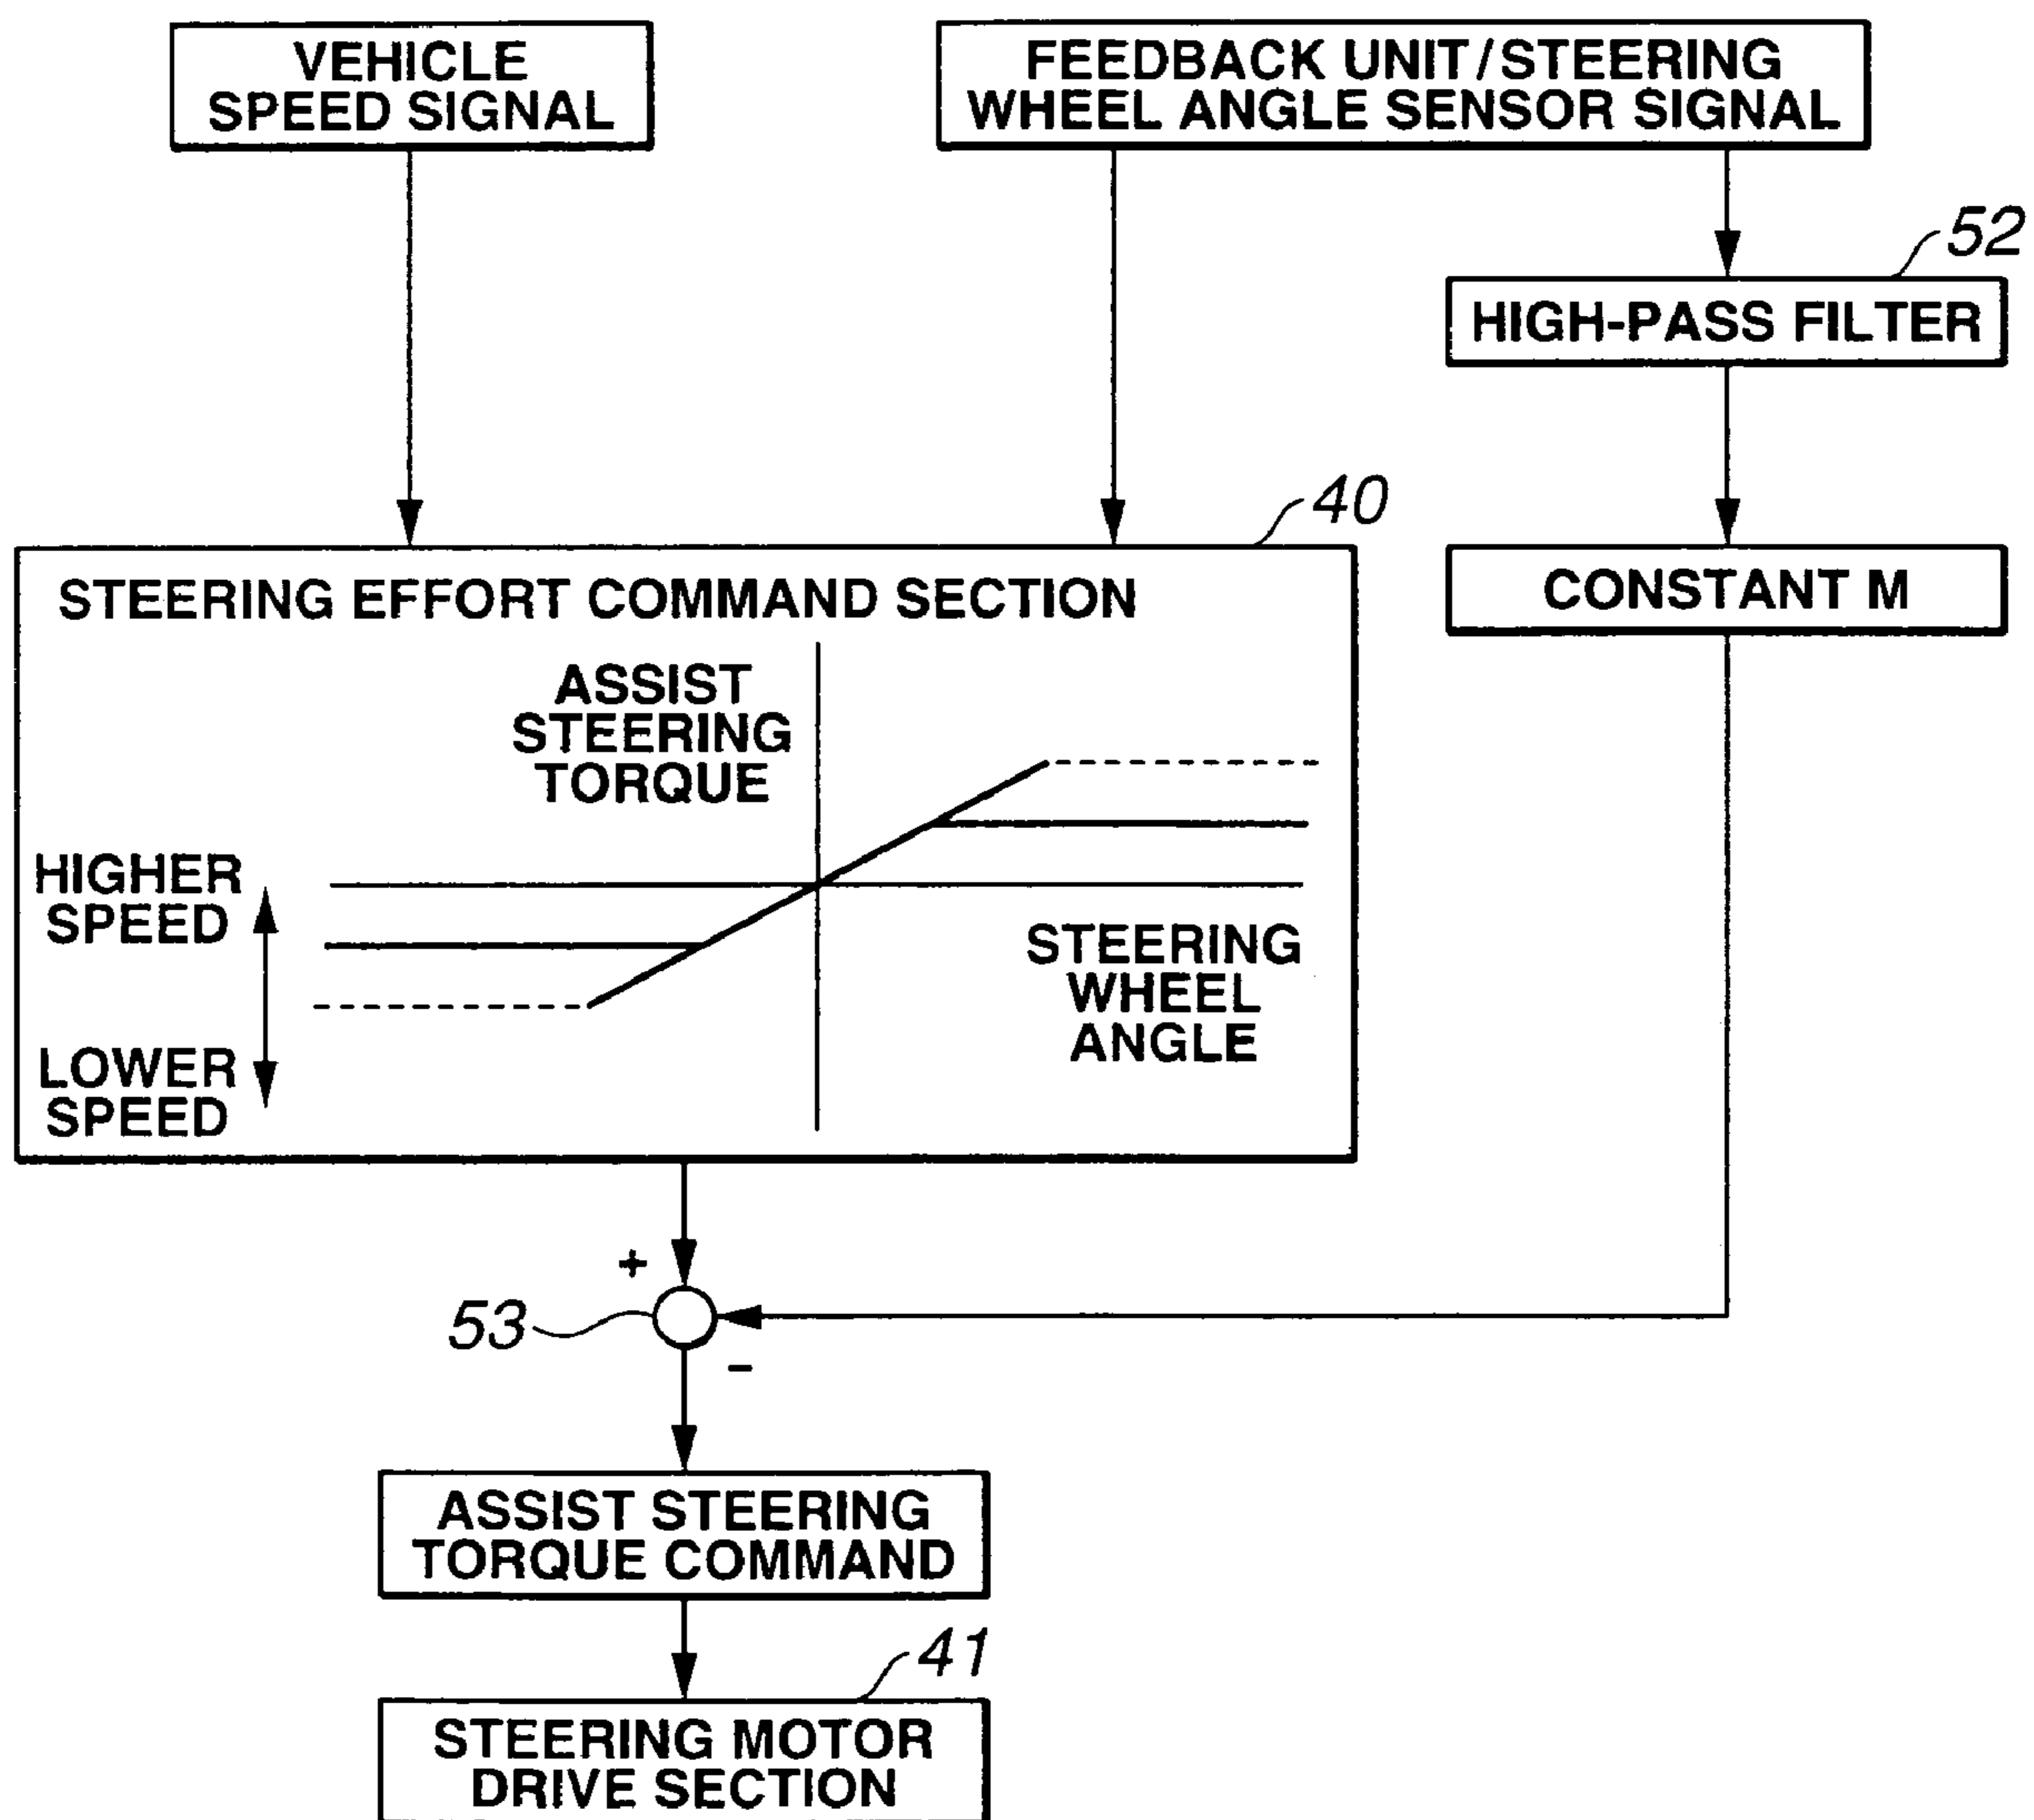 VEHICLE
SPEED SIGNAL
FEEDBACK UNIT/STEERING
WHEEL ANGLE SENSOR SIGNAL
52
HIGH-PASS FILTER
40
STEERING EFFORT COMMAND SECTION
CONSTANT M
ASSIST
STEERING
TORQUE
HIGHER
SPEED
STEERING
WHEEL
ANGLE
LOWER
SPEED
+
53
-
ASSIST STEERING
TORQUE COMMAND
41
STEERING MOTOR
DRIVE SECTION